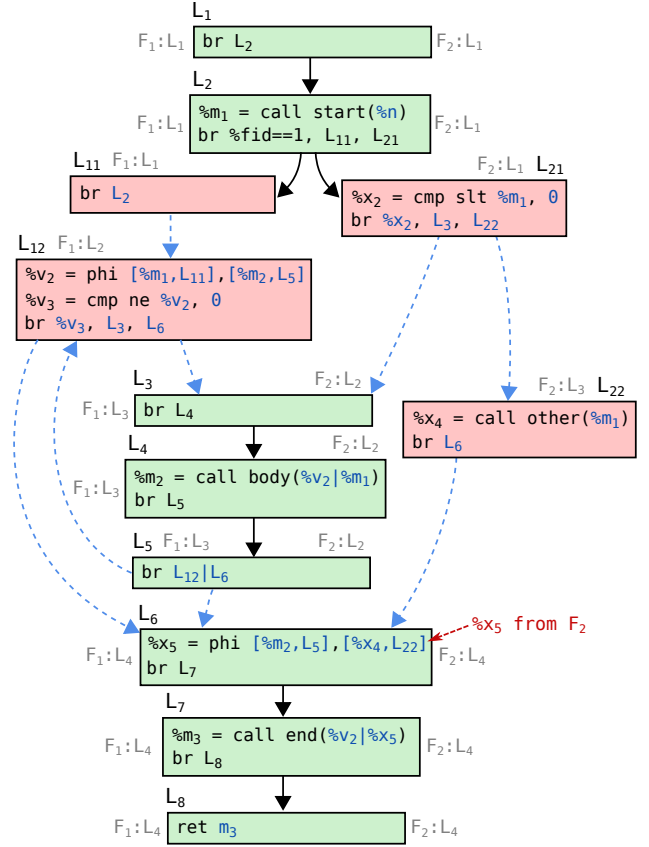 L1
F1:L1 br L2 F2:L1
L2
F1:L1 %m1 = call start(%n) F2:L1
br %fid==1, L11, L21
L11 F1:L1
F2:L1 L21
br L2
%x2 = cmp slt %m1, 0
br %x2, L3, L22
L12 F1:L2
%v2 = phi [%m1,L11],[%m2,L5]
%v3 = cmp ne %v2, 0
br %v3, L3, L6
L3 F2:L2
F1:L3 br L4
F2:L3 L22
%x4 = call other(%m1)
br L6
L4 F2:L2
F1:L3 %m2 = call body(%v2|%m1)
br L5
L5 F1:L3 F2:L2
br L12|L6
L6
%x5 from F2
F1:L4 %x5 = phi [%m2,L5],[%x4,L22] F2:L4
br L7
L7
F1:L4 %m3 = call end(%v2|%x5) F2:L4
br L8
L8
F1:L4 ret m3 F2:L4